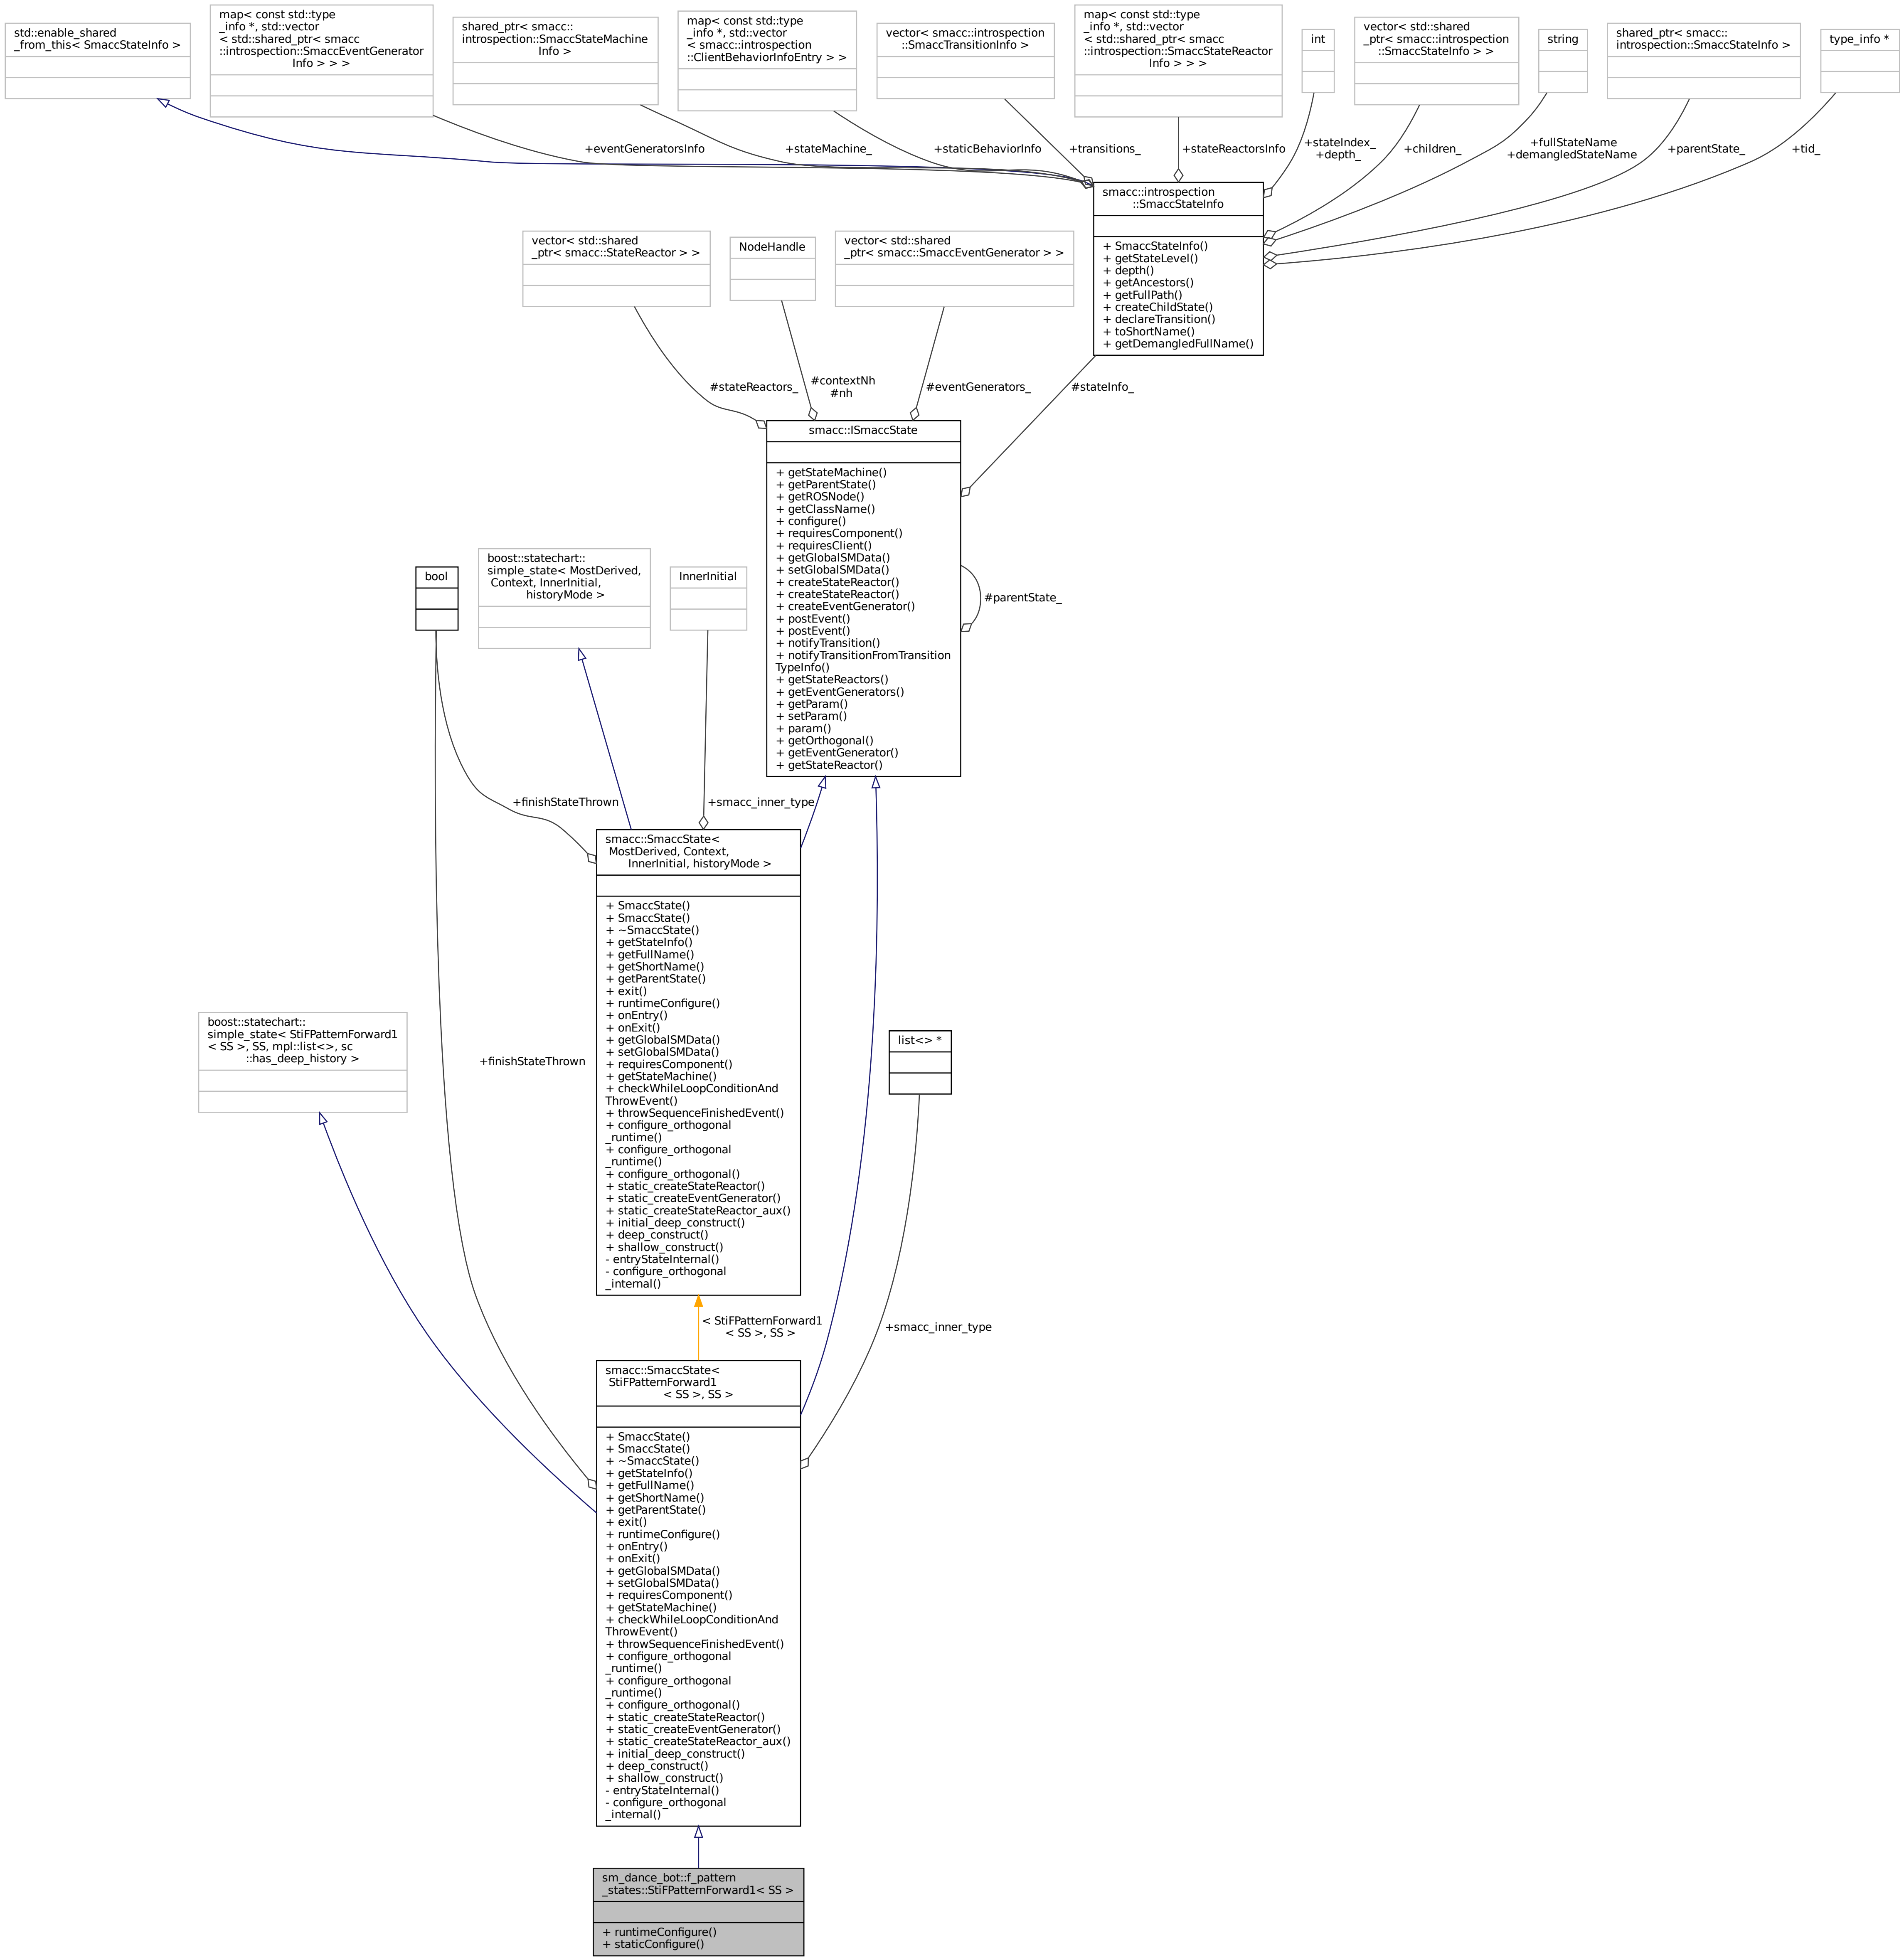 std::enable_shared
_from_this< SmaccStateInfo >
map< const std::type
_info *, std::vector
< std::shared_ptr< smacc
::introspection::SmaccEventGenerator
Info > > >
shared_ptr< smacc::
introspection::SmaccStateMachine
Info >
map< const std::type
_info *, std::vector
< smacc::introspection
::ClientBehaviorInfoEntry > >
vector< smacc::introspection
::SmaccTransitionInfo >
map< const std::type
_info *, std::vector
< std::shared_ptr< smacc
::introspection::SmaccStateReactor
Info > > >
int
vector< std::shared
_ptr< smacc::introspection
::SmaccStateInfo > >
string
shared_ptr< smacc::
introspection::SmaccStateInfo >
type_info *
+eventGeneratorsInfo
+stateMachine_
+staticBehaviorInfo
+transitions_
+stateReactorsInfo
+stateIndex_
+depth_
+children_
+fullStateName
+demangledStateName
+parentState_
+tid_
smacc::introspection
::SmaccStateInfo
+ SmaccStateInfo()
+ getStateLevel()
+ depth()
+ getAncestors()
+ getFullPath()
+ createChildState()
+ declareTransition()
+ toShortName()
+ getDemangledFullName()
vector< std::shared
_ptr< smacc::StateReactor > >
NodeHandle
vector< std::shared
_ptr< smacc::SmaccEventGenerator > >
#stateReactors_
#contextNh
#nh
#eventGenerators_
#stateInfo_
smacc::ISmaccState
+ getStateMachine()
+ getParentState()
+ getROSNode()
+ getClassName()
+ configure()
+ requiresComponent()
+ requiresClient()
+ getGlobalSMData()
+ setGlobalSMData()
+ createStateReactor()
+ createStateReactor()
+ createEventGenerator()
+ postEvent()
+ postEvent()
+ notifyTransition()
+ notifyTransitionFromTransition
TypeInfo()
+ getStateReactors()
+ getEventGenerators()
+ getParam()
+ setParam()
+ param()
+ getOrthogonal()
+ getEventGenerator()
+ getStateReactor()
#parentState_
bool
boost::statechart::
simple_state< MostDerived,
Context, InnerInitial,
historyMode >
InnerInitial
+finishStateThrown
+smacc_inner_type
smacc::SmaccState<
MostDerived, Context,
InnerInitial, historyMode >
+ SmaccState()
+ SmaccState()
+ ~SmaccState()
+ getStateInfo()
+ getFullName()
+ getShortName()
+ getParentState()
+ exit()
+ runtimeConfigure()
+ onEntry()
+ onExit()
+ getGlobalSMData()
+ setGlobalSMData()
+ requiresComponent()
+ getStateMachine()
+ checkWhileLoopConditionAnd
ThrowEvent()
+ throwSequenceFinishedEvent()
+ configure_orthogonal
_runtime()
+ configure_orthogonal
_runtime()
+ configure_orthogonal()
+ static_createStateReactor()
+ static_createEventGenerator()
+ static_createStateReactor_aux()
+ initial_deep_construct()
+ deep_construct()
+ shallow_construct()
- entryStateInternal()
- configure_orthogonal
_internal()
boost::statechart::
simple_state< StiFPatternForward1
< SS >, SS, mpl::list<>, sc
::has_deep_history >
+finishStateThrown
list<> *
< StiFPatternForward1
< SS >, SS >
+smacc_inner_type
smacc::SmaccState<
StiFPatternForward1
< SS >, SS >
+ SmaccState()
+ SmaccState()
+ ~SmaccState()
+ getStateInfo()
+ getFullName()
+ getShortName()
+ getParentState()
+ exit()
+ runtimeConfigure()
+ onEntry()
+ onExit()
+ getGlobalSMData()
+ setGlobalSMData()
+ requiresComponent()
+ getStateMachine()
+ checkWhileLoopConditionAnd
ThrowEvent()
+ throwSequenceFinishedEvent()
+ configure_orthogonal
_runtime()
+ configure_orthogonal
_runtime()
+ configure_orthogonal()
+ static_createStateReactor()
+ static_createEventGenerator()
+ static_createStateReactor_aux()
+ initial_deep_construct()
+ deep_construct()
+ shallow_construct()
- entryStateInternal()
- configure_orthogonal
_internal()
sm_dance_bot::f_pattern
_states::StiFPatternForward1< SS >
+ runtimeConfigure()
+ staticConfigure()